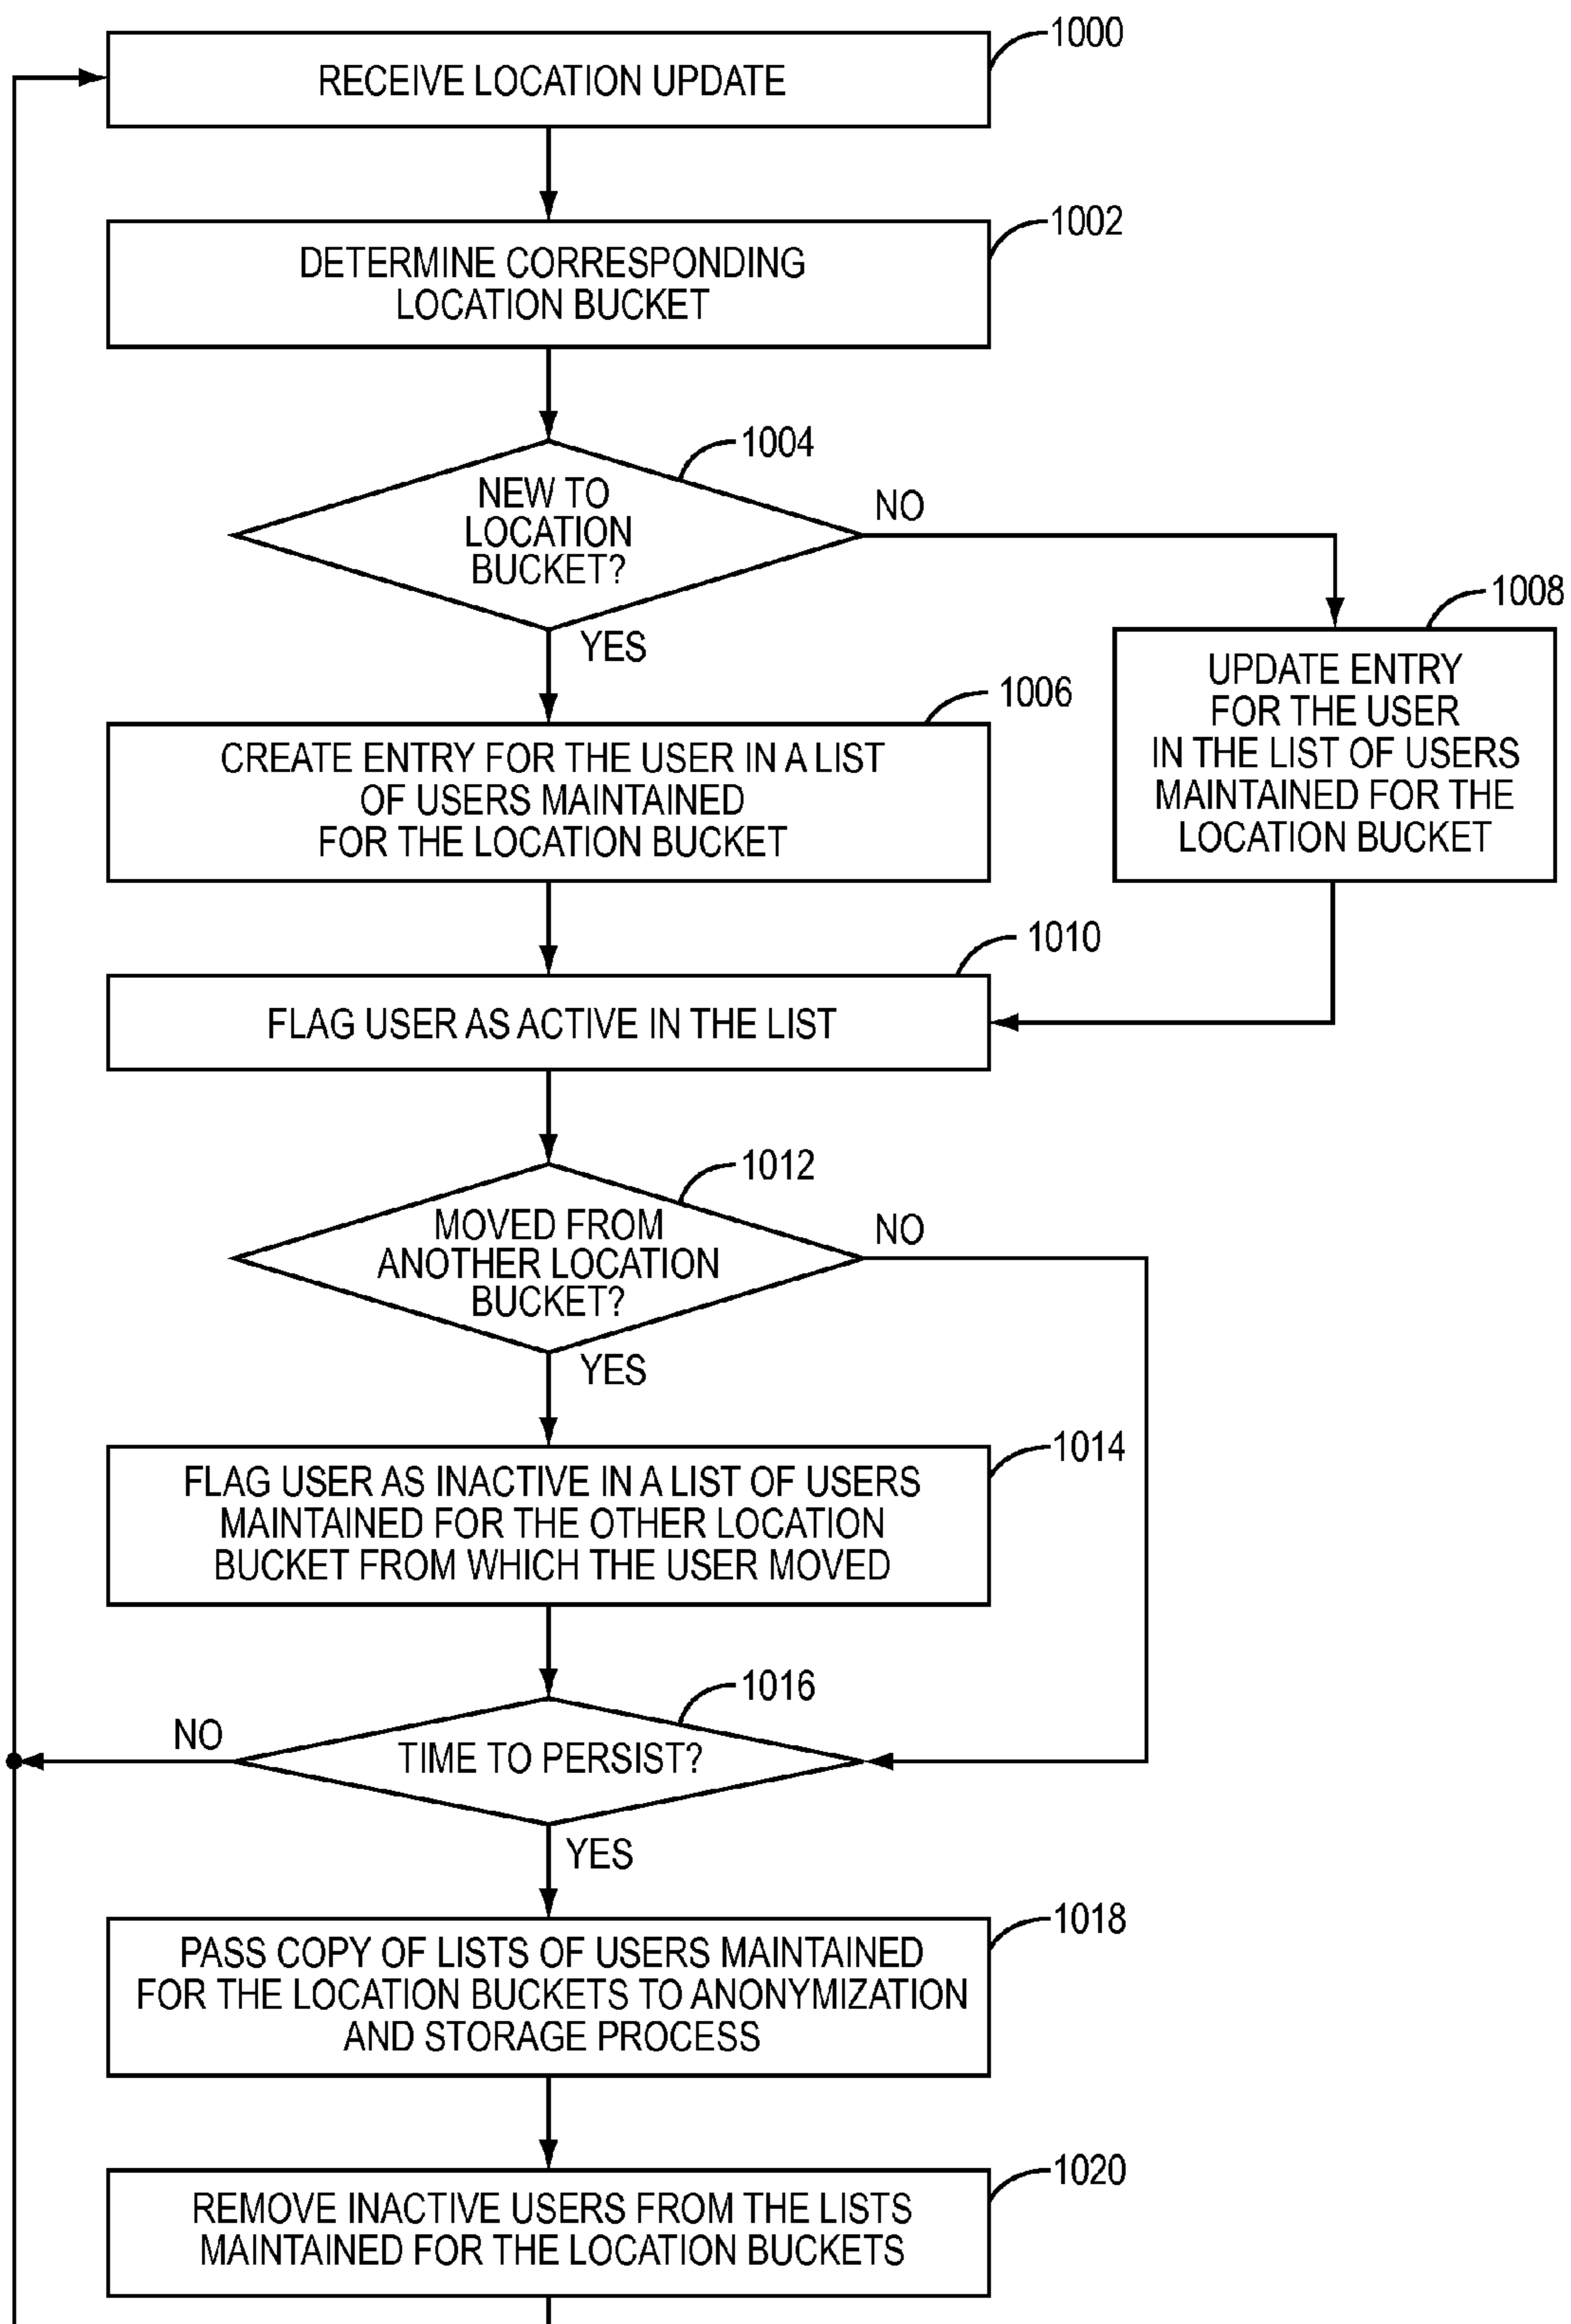 1000
RECEIVE LOCATION UPDATE
1002
DETERMINE CORRESPONDING
LOCATION BUCKET
1004
NEW TO
LOCATION
BUCKET?
NO
YES
1008
UPDATE ENTRY
FOR THE USER
IN THE LIST OF USERS
MAINTAINED FOR THE
LOCATION BUCKET
1006
CREATE ENTRY FOR THE USER IN A LIST
OF USERS MAINTAINED
FOR THE LOCATION BUCKET
1010
FLAG USER AS ACTIVE IN THE LIST
1012
MOVED FROM
ANOTHER LOCATION
BUCKET?
NO
YES
1014
FLAG USER AS INACTIVE IN A LIST OF USERS
MAINTAINED FOR THE OTHER LOCATION
BUCKET FROM WHICH THE USER MOVED
1016
TIME TO PERSIST?
NO
YES
1018
PASS COPY OF LISTS OF USERS MAINTAINED
FOR THE LOCATION BUCKETS TO ANONYMIZATION
AND STORAGE PROCESS
1020
REMOVE INACTIVE USERS FROM THE LISTS
MAINTAINED FOR THE LOCATION BUCKETS